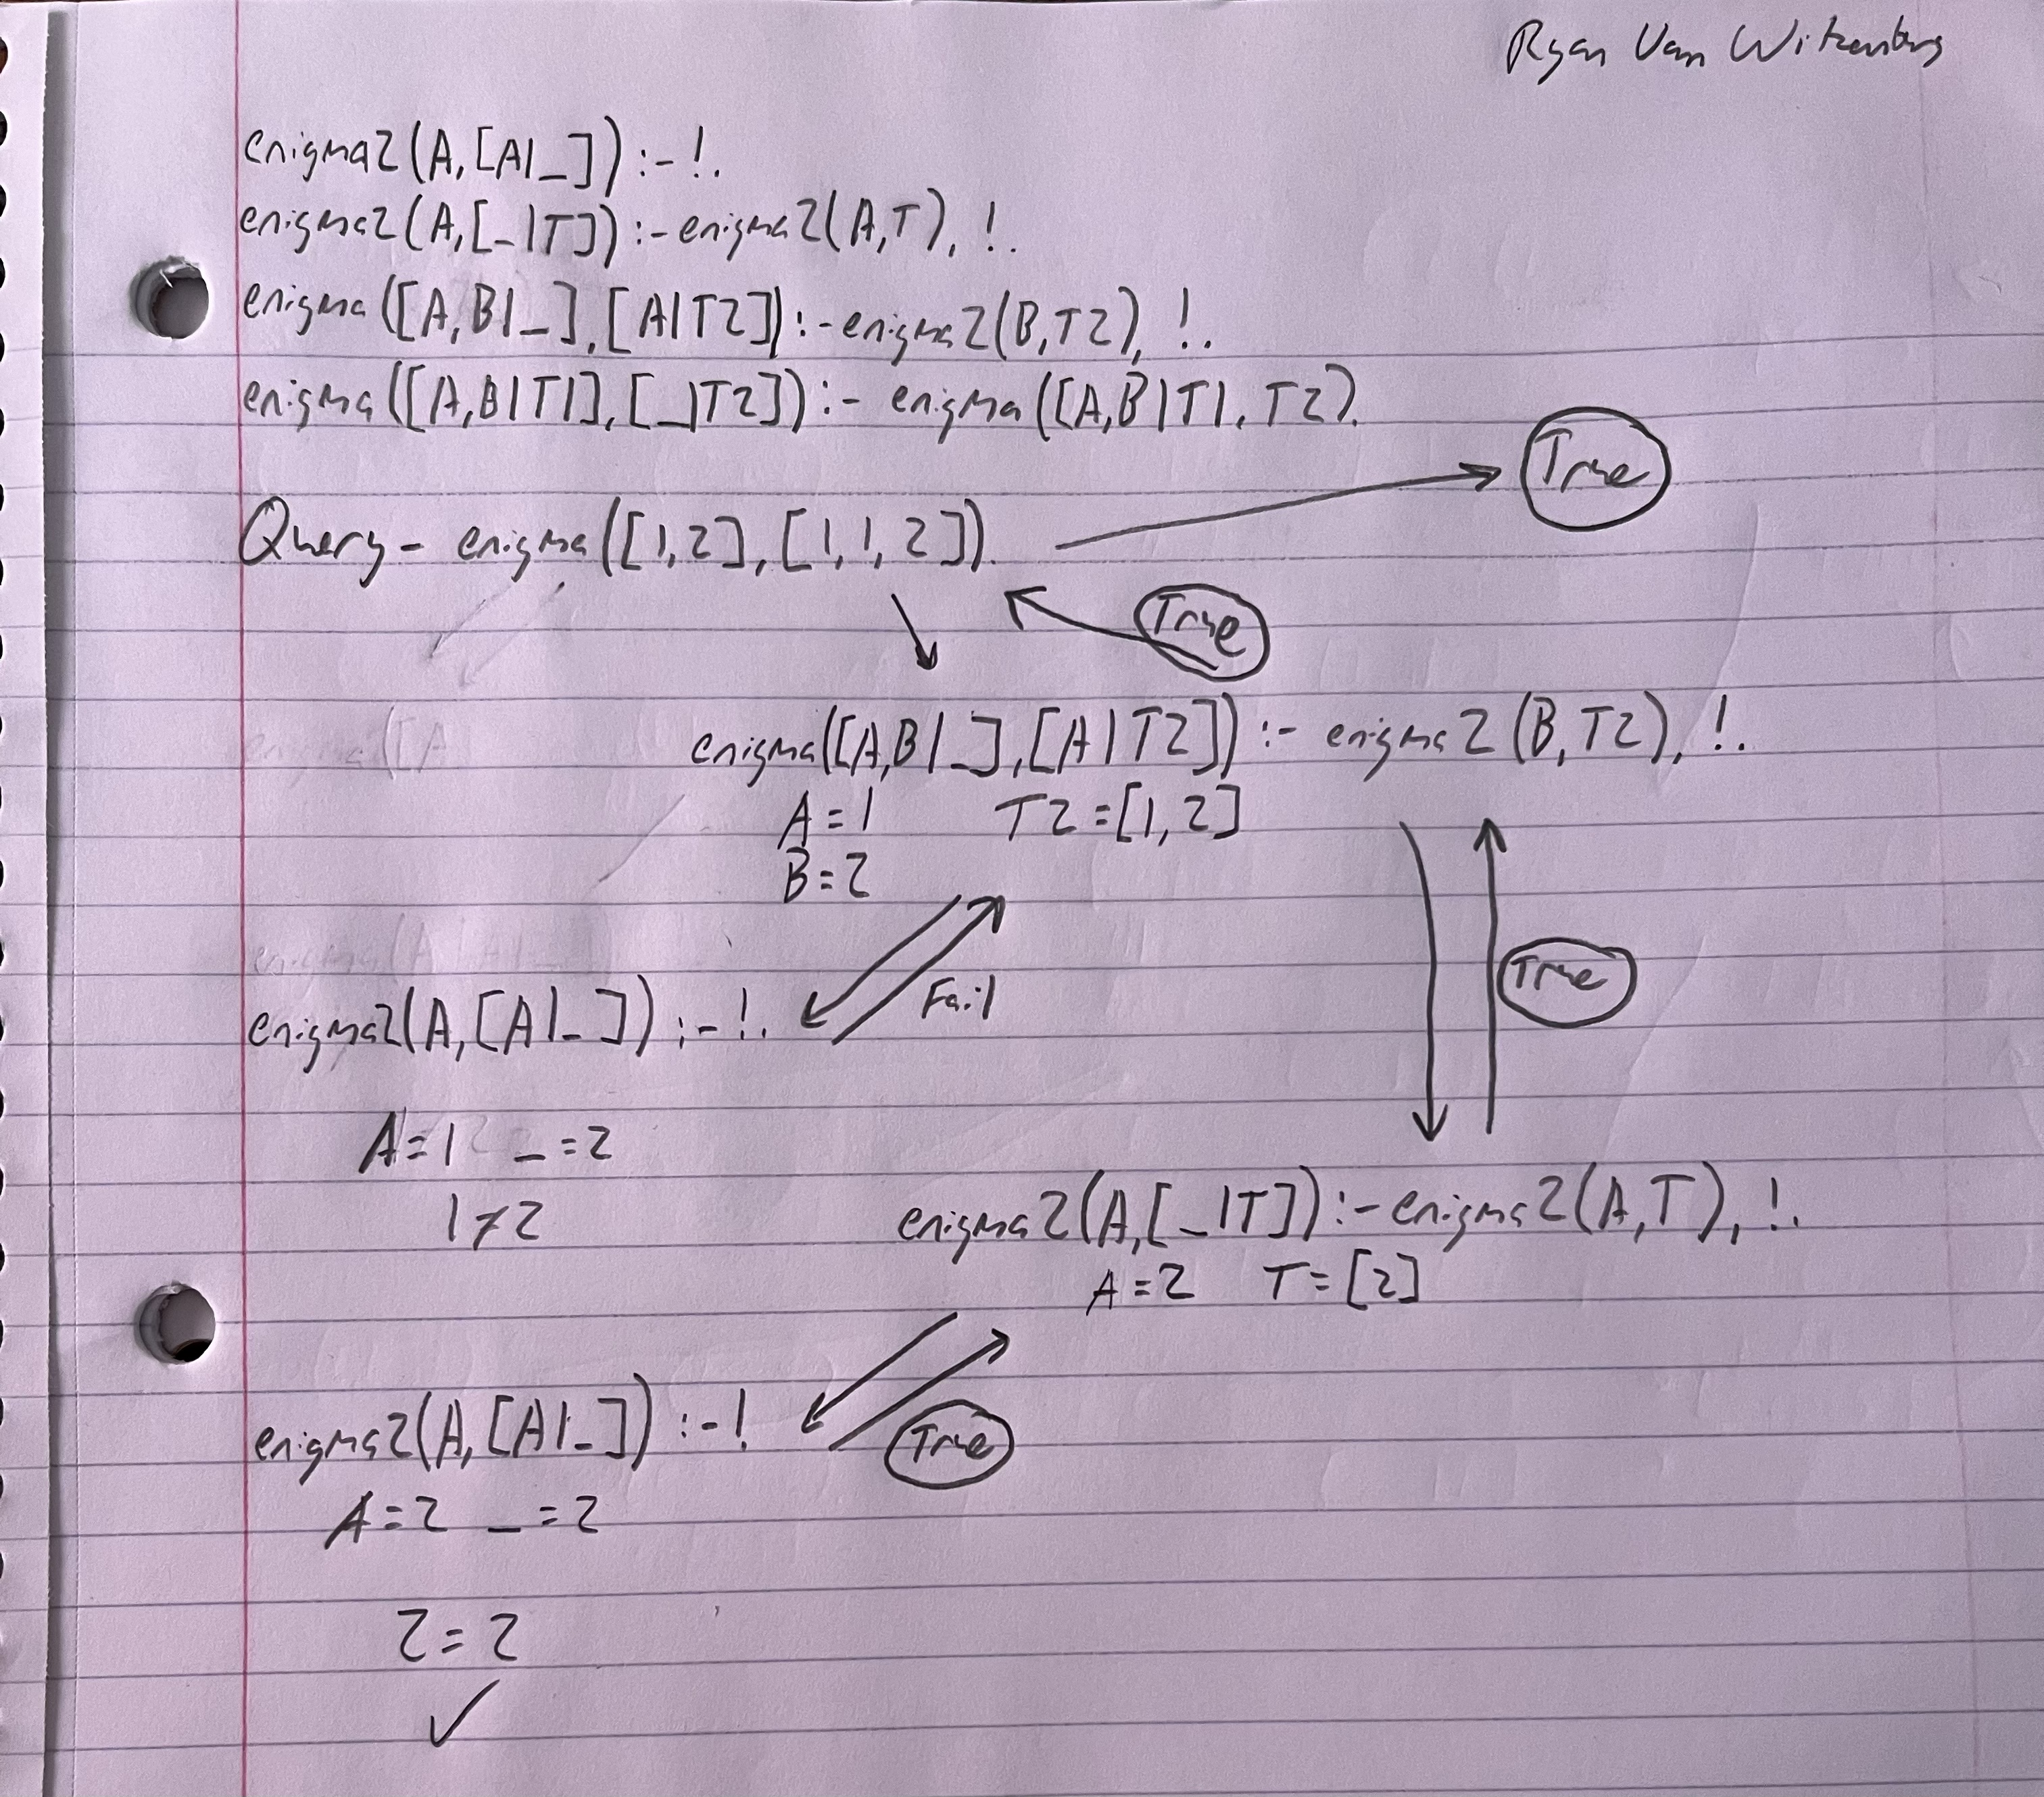 Ryan Van Witzenburg
enigma2(A,[A|_]):-!.
enigma2(A,[_|T]):-enigma2(A,T),!.
enigma([A,B|_],[A|T2]):-enigma2(B,T2),!.
enigma([A,B|T1],[_|T2]):- enigma([A,B|T1,T2).
True
Query- enigma([1,2],[1,1,2]).
True
enigma([A,B|_],[A|T2]):- enigma2(B,T2),!.
enigma([A
A=1 T2=[1,2]
B=2
Fail
True
enigma2(A,[A|_]):-!.
A=1 _=2
1≠2
enigma2(A,[_|T]):-enigma2(A,T),!.
A=2 T=[2]
enigma2(A,[A|_]):-!
True
A=2 _=2
2=2
✓